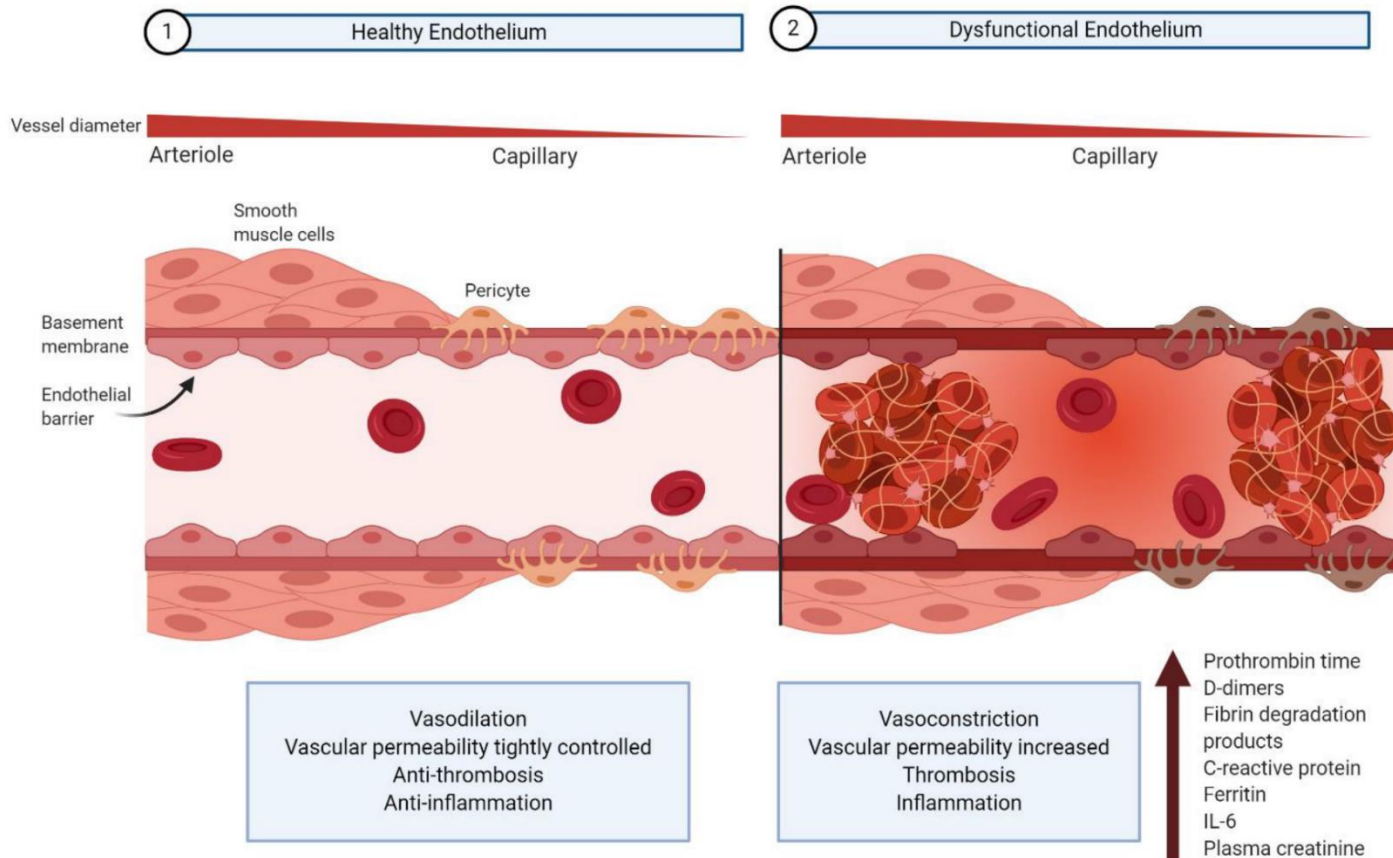 1
Healthy Endothelium
2
Dysfunctional Endothelium
Vessel diameter
Arteriole
Capillary
Arteriole
Capillary
Smooth
muscle cells
Pericyte
Basement
membrane
Endothelial
barrier
Vasodilation
Vascular permeability tightly controlled
Anti-thrombosis
Anti-inflammation
Vasoconstriction
Vascular permeability increased
Thrombosis
Inflammation
Prothrombin time
D-dimers
Fibrin degradation
products
C-reactive protein
Ferritin
IL-6
Plasma creatinine